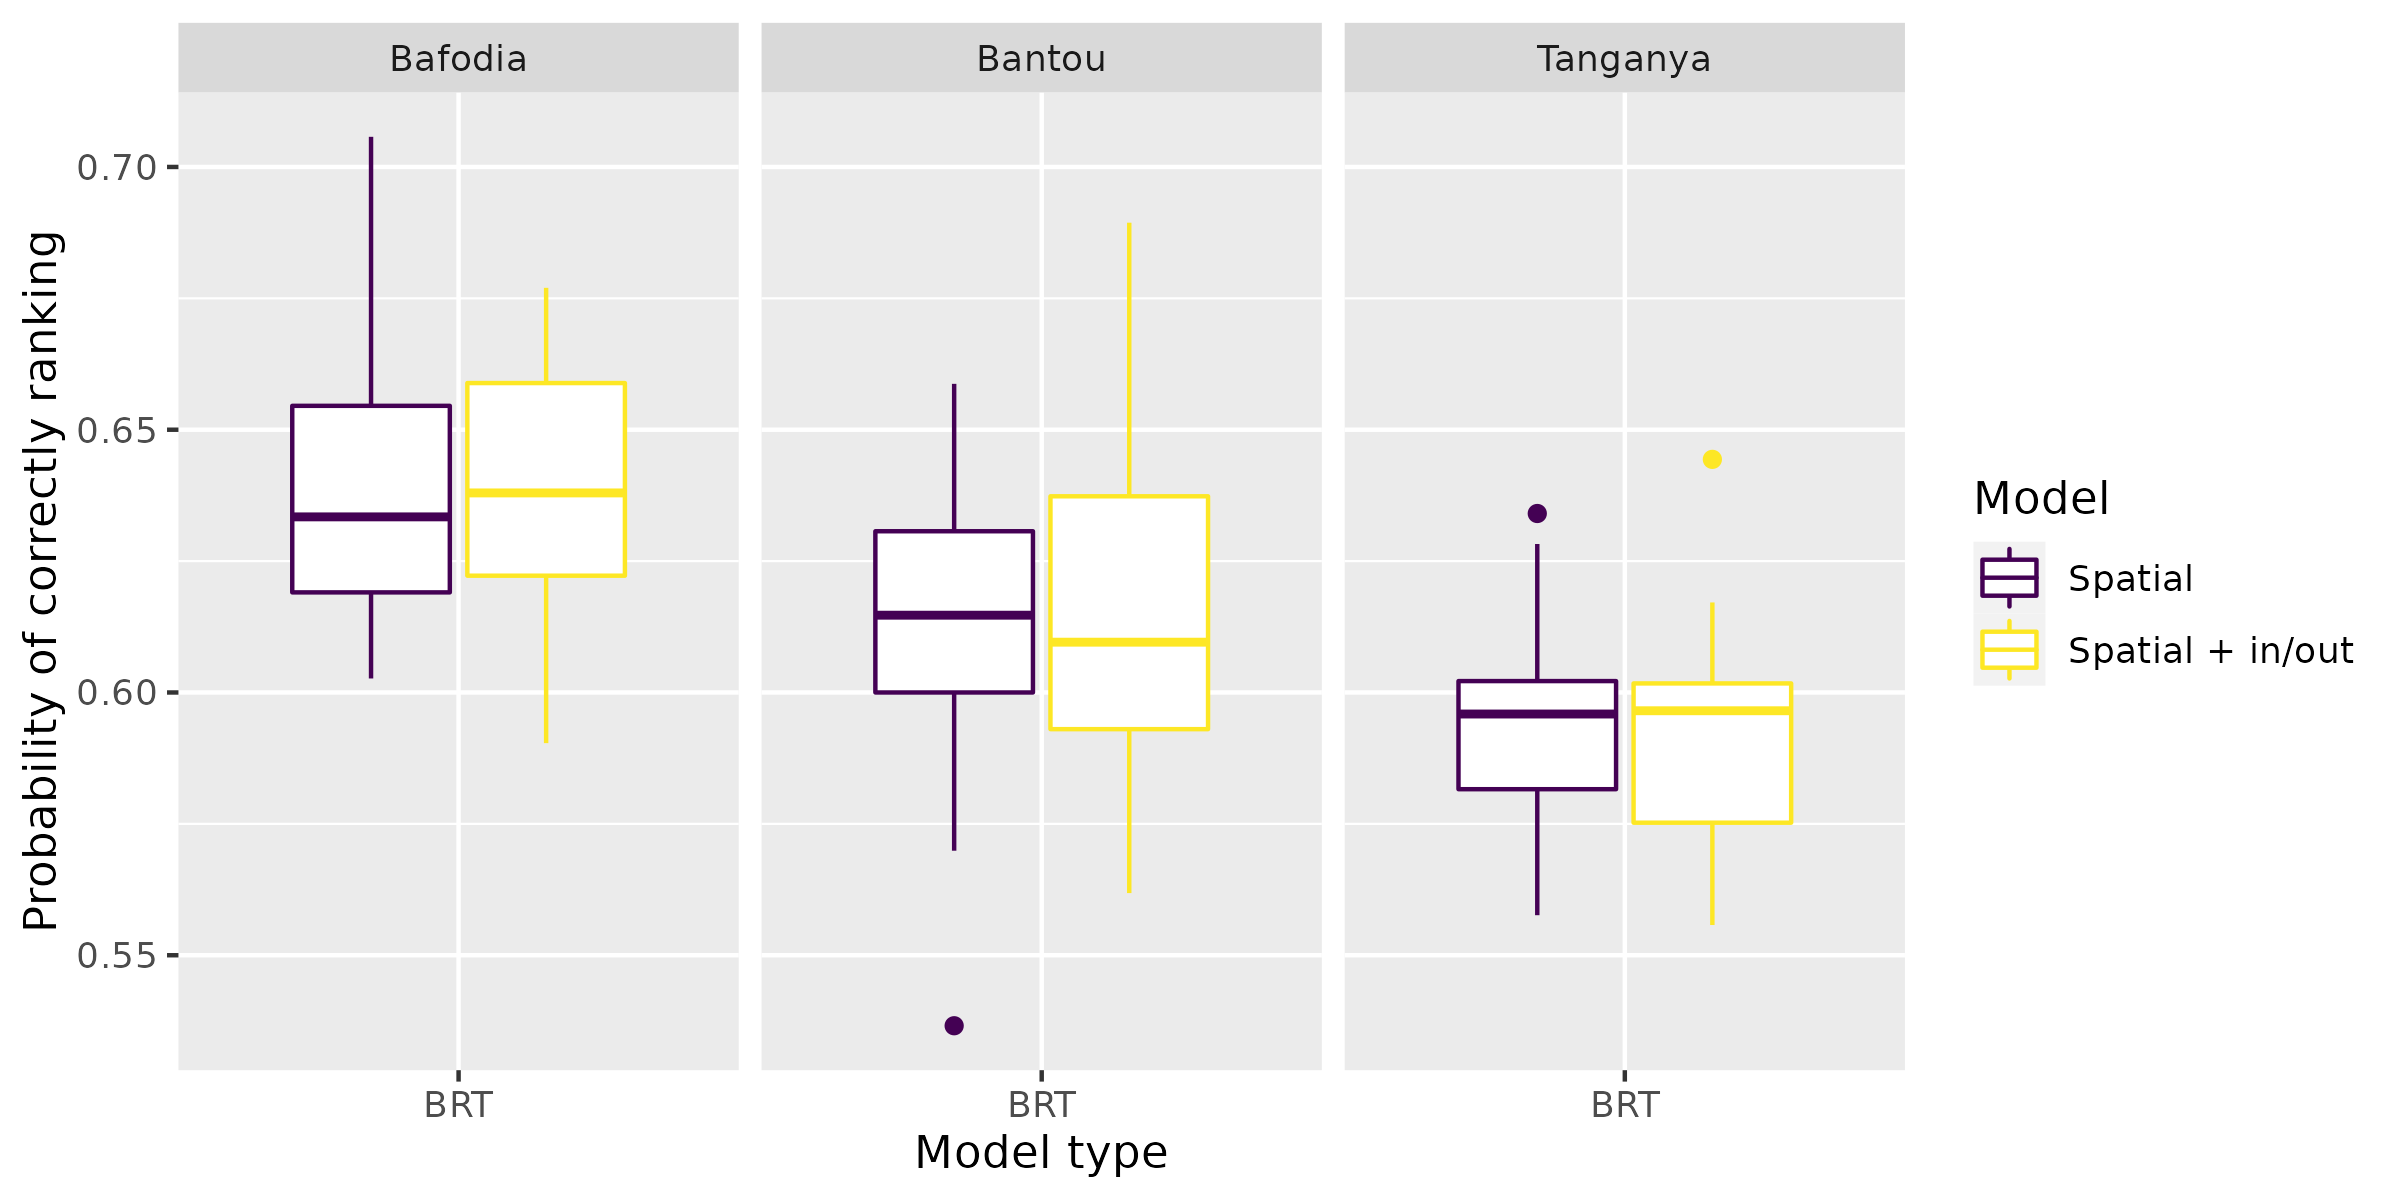 Bafodia
Bantou
Tanganya
Probability of correctly ranking
0.70
0.65
0.60
0.55
BRT
BRT
BRT
Model type
Model
Spatial
Spatial + in/out